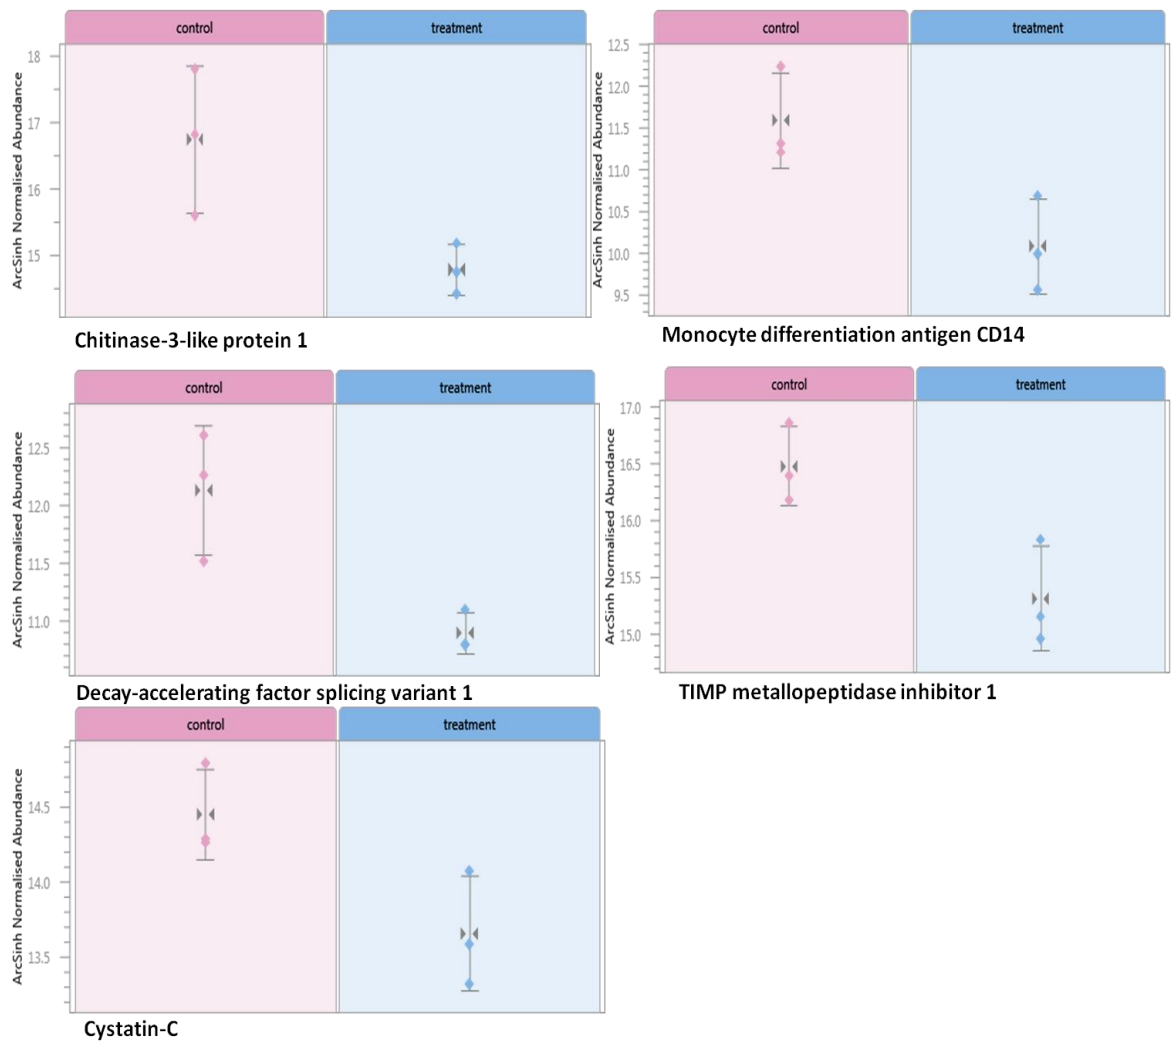 control treatment
ArcSinh Normalised Abundance
18
17
16
15
Chitinase-3-like protein 1
control treatment
ArcSinh Normalised Abundance
12.5
12.0
11.5
11.0
10.5
10.0
9.5
Monocyte differentiation antigen CD14
control treatment
ArcSinh Normalised Abundance
12.5
12.0
11.5
11.0
Decay-accelerating factor splicing variant 1
control treatment
ArcSinh Normalised Abundance
17.0
16.5
16.0
15.5
15.0
TIMP metallopeptidase inhibitor 1
control treatment
ArcSinh Normalised Abundance
14.5
14.0
13.5
Cystatin-C